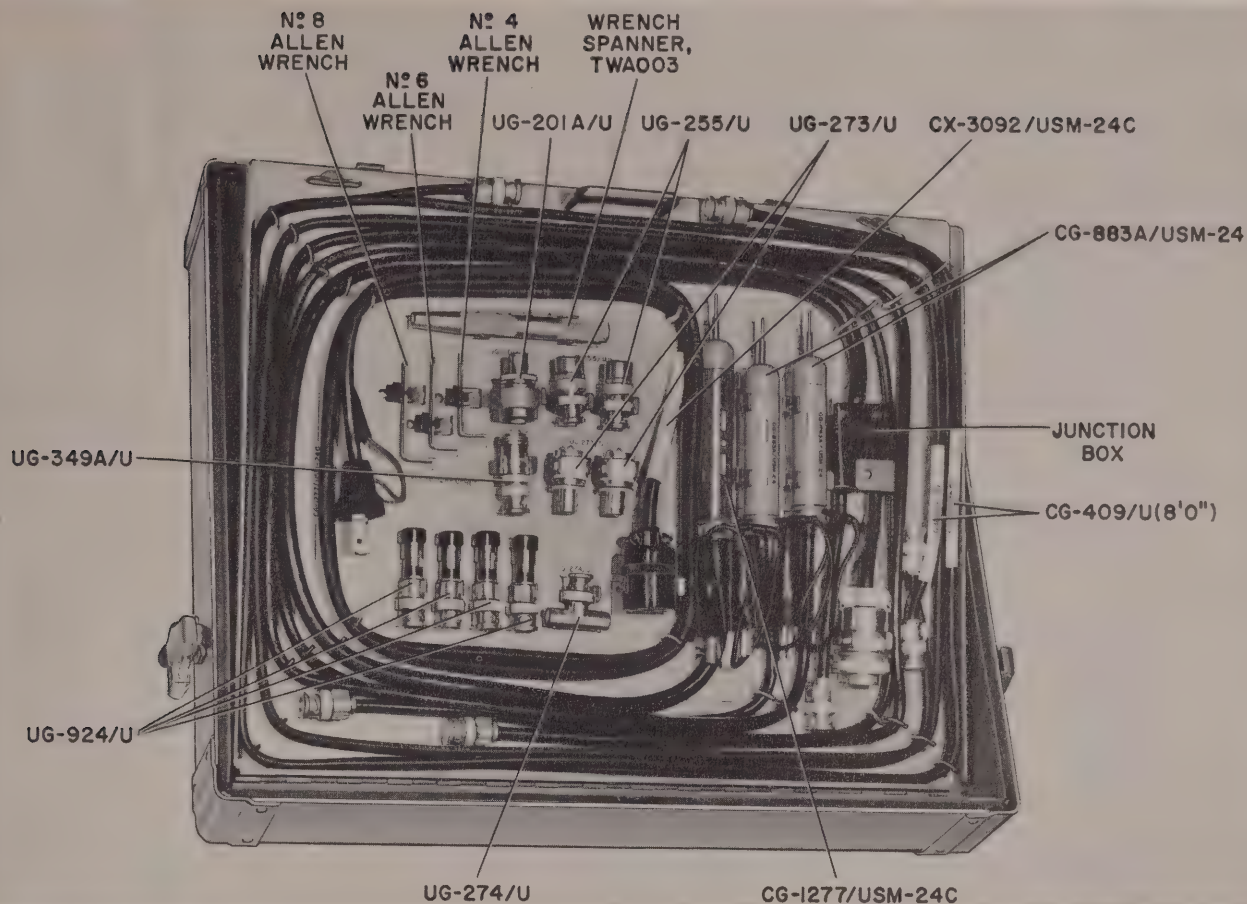 Nº 8
ALLEN
WRENCH
Nº 6
ALLEN
WRENCH
Nº 4
ALLEN
WRENCH
WRENCH
SPANNER,
TWA003
UG-201A/U
UG-255/U
UG-273/U
CX-3092/USM-24C
CG-883A/USM-24
JUNCTION
BOX
CG-409/U(8'0")
UG-349A/U
UG-924/U
UG-274/U
CG-1277/USM-24C